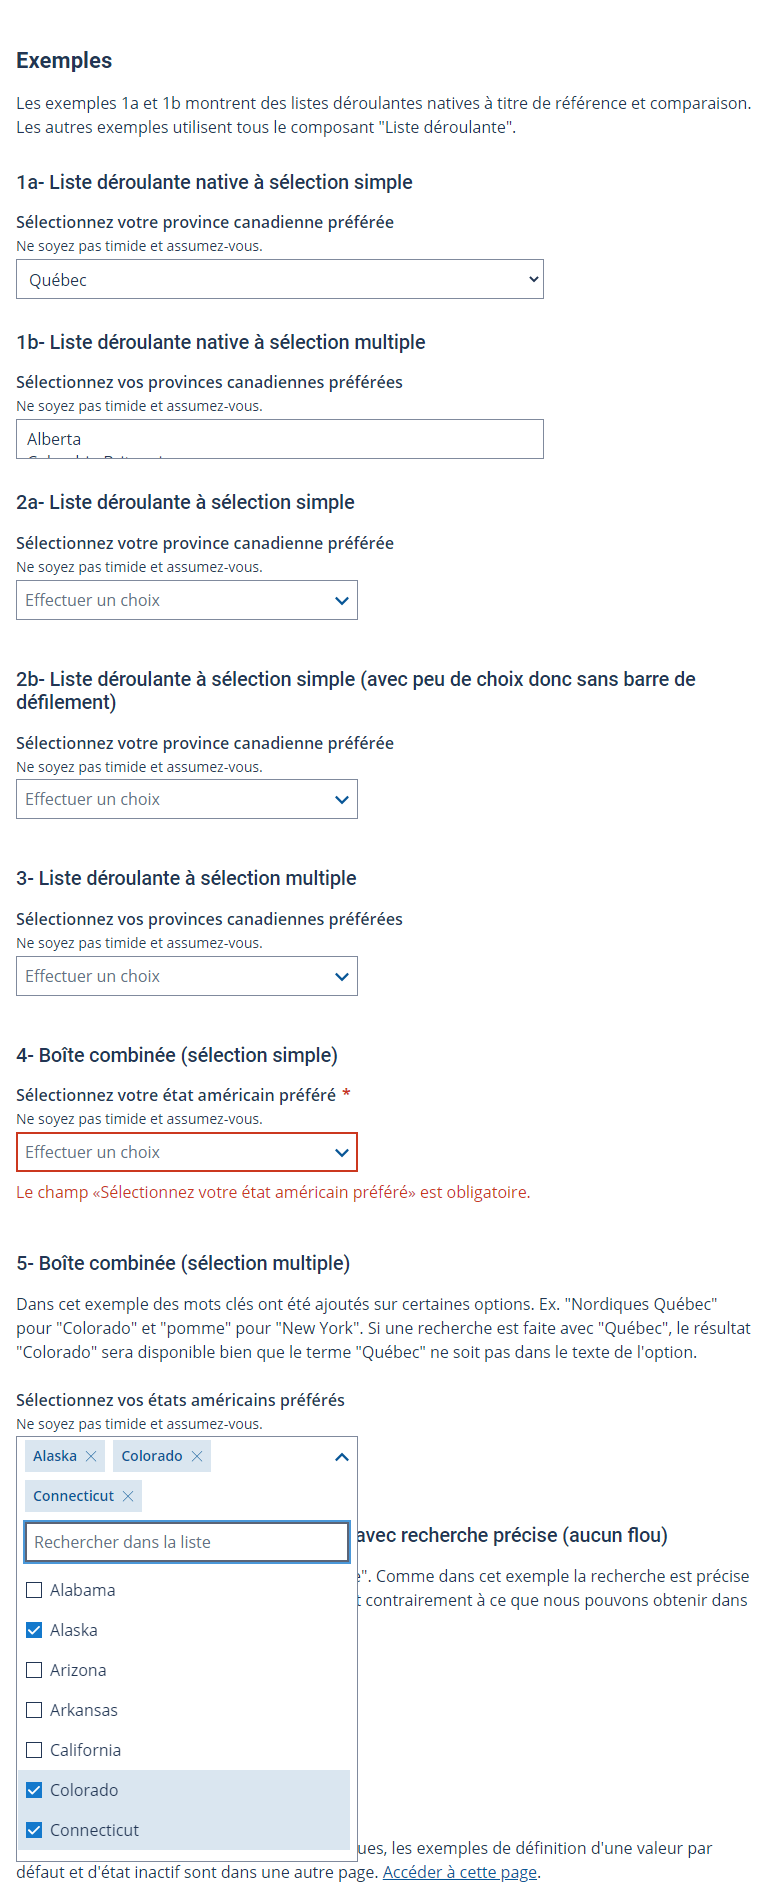 Exemples
Les exemples 1a et 1b montrent des listes déroulantes natives à titre de référence et comparaison.
Les autres exemples utilisent tous le composant "Liste déroulante".
1a- Liste déroulante native à sélection simple
Sélectionnez votre province canadienne préférée
Ne soyez pas timide et assumez-vous.
Québec
1b- Liste déroulante native à sélection multiple
Sélectionnez vos provinces canadiennes préférées
Ne soyez pas timide et assumez-vous.
Alberta
2a- Liste déroulante à sélection simple
Sélectionnez votre province canadienne préférée
Ne soyez pas timide et assumez-vous.
Effectuer un choix
2b- Liste déroulante à sélection simple (avec peu de choix donc sans barre de
défilement)
Sélectionnez votre province canadienne préférée
Ne soyez pas timide et assumez-vous.
Effectuer un choix
3- Liste déroulante à sélection multiple
Sélectionnez vos provinces canadiennes préférées
Ne soyez pas timide et assumez-vous.
Effectuer un choix
4- Boîte combinée (sélection simple)
Sélectionnez votre état américain préféré *
Ne soyez pas timide et assumez-vous.
Effectuer un choix
Le champ «Sélectionnez votre état américain préféré» est obligatoire.
5- Boîte combinée (sélection multiple)
Dans cet exemple des mots clés ont été ajoutés sur certaines options. Ex. "Nordiques Québec"
pour "Colorado" et "pomme" pour "New York". Si une recherche est faite avec "Québec", le résultat
"Colorado" sera disponible bien que le terme "Québec" ne soit pas dans le texte de l'option.
Sélectionnez vos états américains préférés
Ne soyez pas timide et assumez-vous.
Alaska Colorado
Connecticut
avec recherche précise (aucun flou)
Rechercher dans la liste
". Comme dans cet exemple la recherche est précise
Alabama
contrairement à ce que nous pouvons obtenir dans
Alaska
Arizona
Arkansas
California
Colorado
Connecticut
ues, les exemples de définition d'une valeur par
défaut et d'état inactif sont dans une autre page. Accéder à cette page.